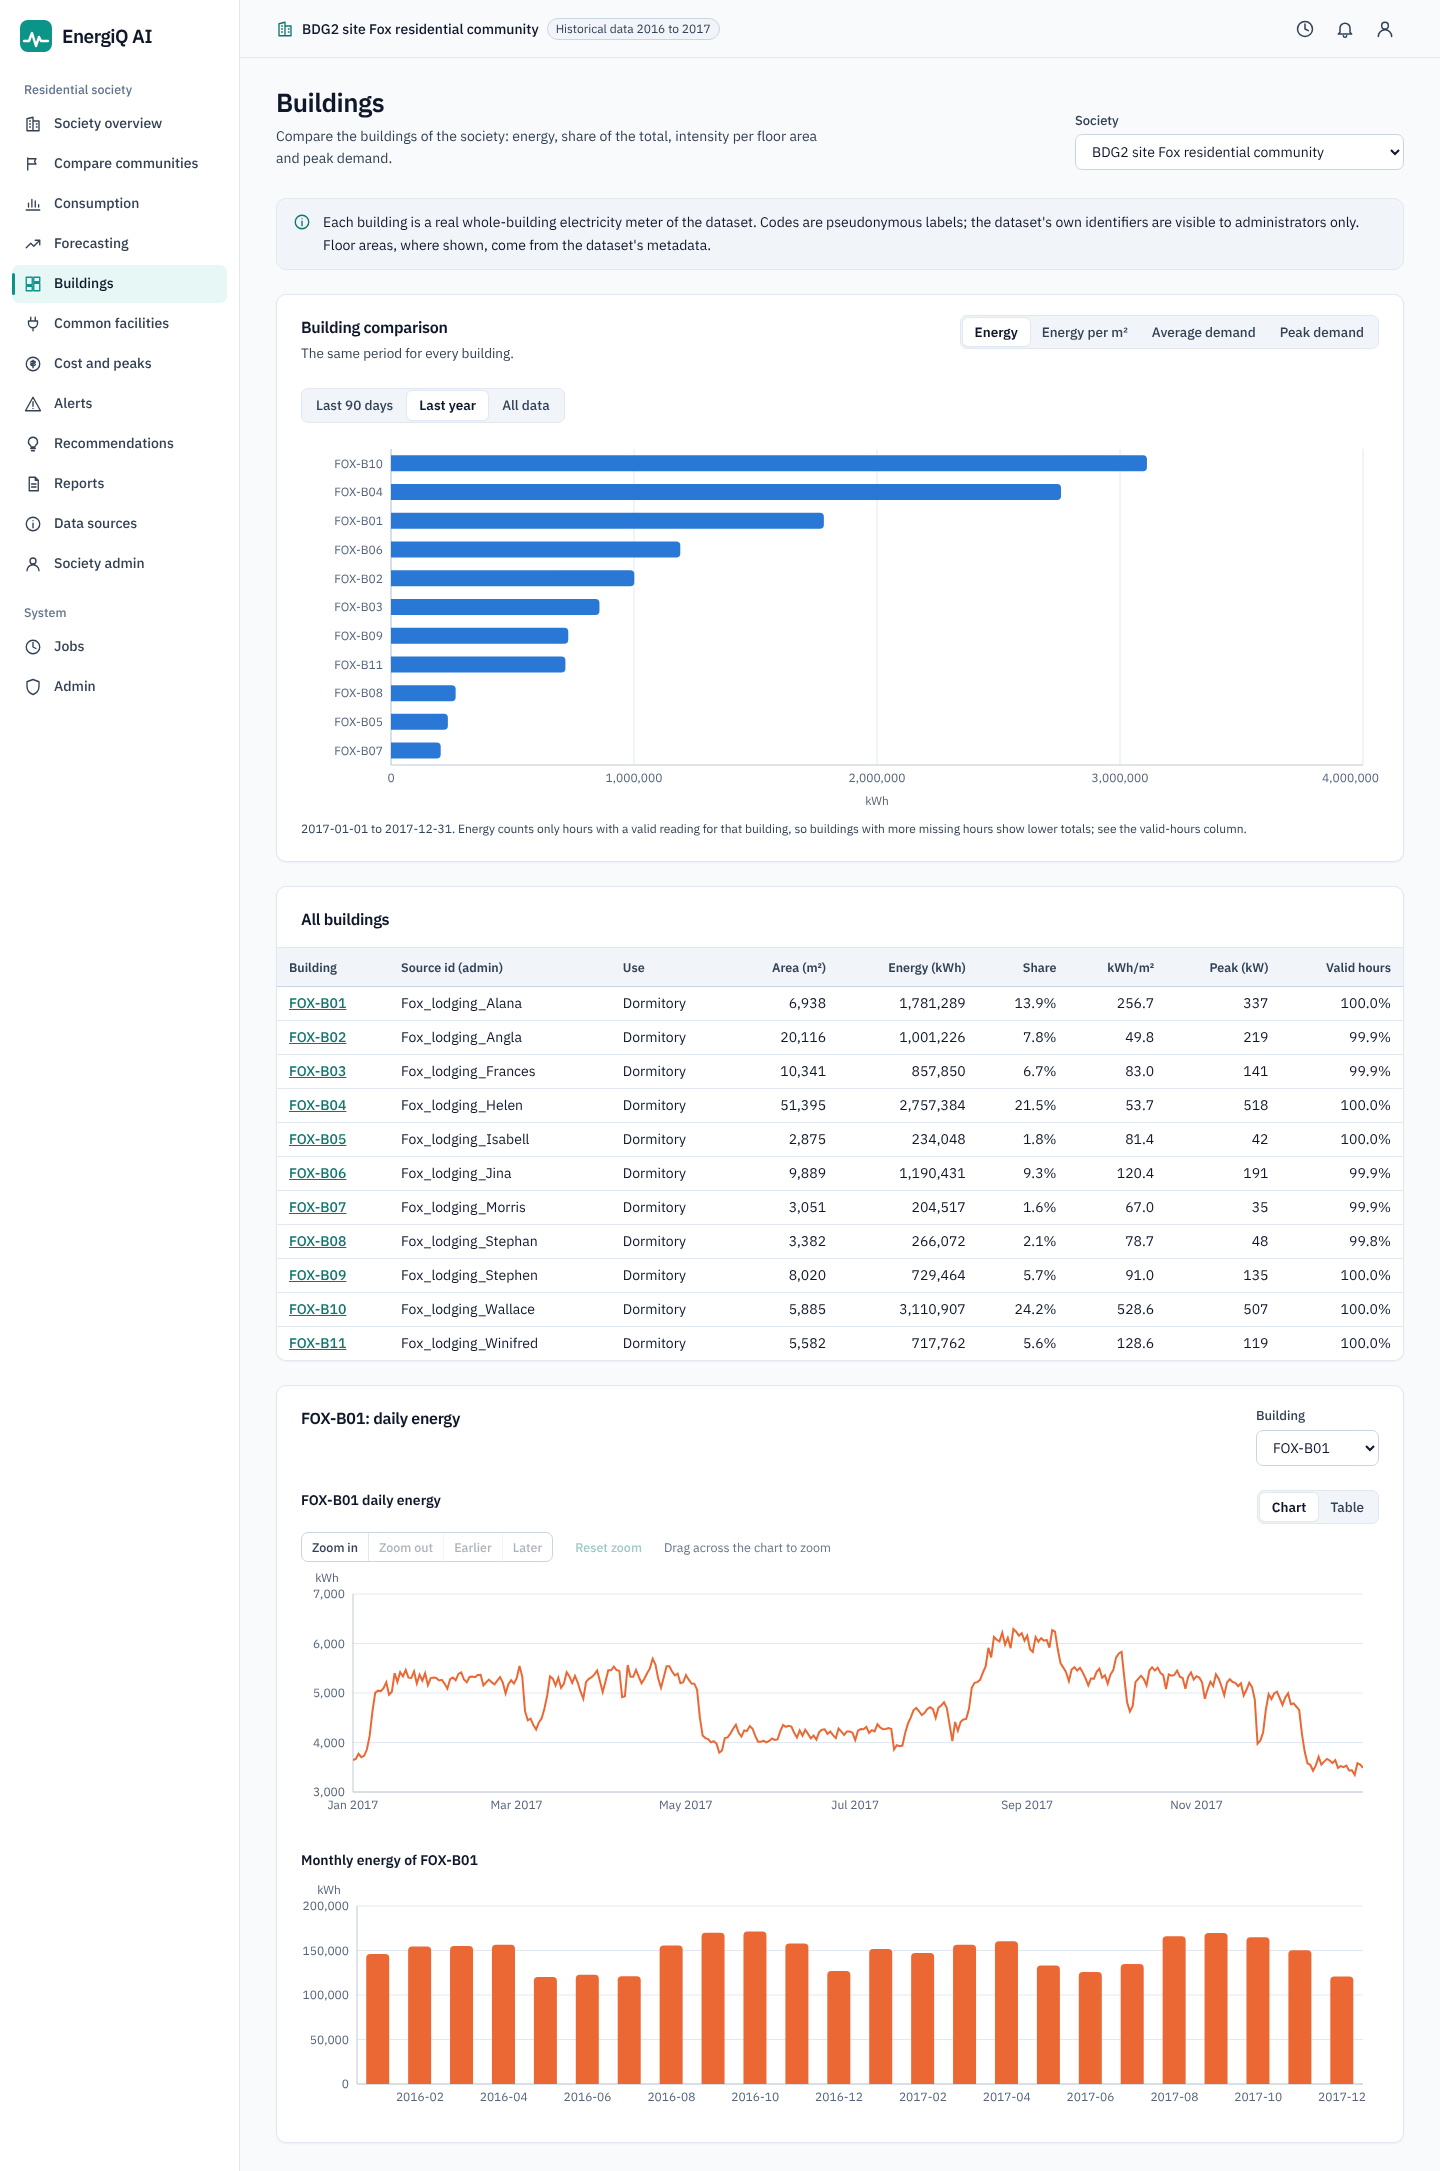 EnergiQ AI
Residential society
Society overview
Compare communities
Consumption
Forecasting
Buildings
Common facilities
Cost and peaks
Alerts
Recommendations
Reports
Data sources
Society admin
System
Jobs
Admin
BDG2 site Fox residential community Historical data 2016 to 2017
Buildings
Compare the buildings of the society: energy, share of the total, intensity per floor area
and peak demand.
Society
BDG2 site Fox residential community
Each building is a real whole-building electricity meter of the dataset. Codes are pseudonymous labels; the dataset's own identifiers are visible to administrators only.
Floor areas, where shown, come from the dataset's metadata.
Building comparison
The same period for every building.
Energy Energy per m² Average demand Peak demand
Last 90 days Last year All data
FOX-B10
FOX-B04
FOX-B01
FOX-B06
FOX-B02
FOX-B03
FOX-B09
FOX-B11
FOX-B08
FOX-B05
FOX-B07
0 1,000,000 2,000,000 3,000,000 4,000,000
kWh
2017-01-01 to 2017-12-31. Energy counts only hours with a valid reading for that building, so buildings with more missing hours show lower totals; see the valid-hours column.
All buildings
Building Source id (admin) Use Area (m²) Energy (kWh) Share kWh/m² Peak (kW) Valid hours
FOX-B01 Fox_lodging_Alana Dormitory 6,938 1,781,289 13.9% 256.7 337 100.0%
FOX-B02 Fox_lodging_Angla Dormitory 20,116 1,001,226 7.8% 49.8 219 99.9%
FOX-B03 Fox_lodging_Frances Dormitory 10,341 857,850 6.7% 83.0 141 99.9%
FOX-B04 Fox_lodging_Helen Dormitory 51,395 2,757,384 21.5% 53.7 518 100.0%
FOX-B05 Fox_lodging_Isabell Dormitory 2,875 234,048 1.8% 81.4 42 100.0%
FOX-B06 Fox_lodging_Jina Dormitory 9,889 1,190,431 9.3% 120.4 191 99.9%
FOX-B07 Fox_lodging_Morris Dormitory 3,051 204,517 1.6% 67.0 35 99.9%
FOX-B08 Fox_lodging_Stephan Dormitory 3,382 266,072 2.1% 78.7 48 99.8%
FOX-B09 Fox_lodging_Stephen Dormitory 8,020 729,464 5.7% 91.0 135 100.0%
FOX-B10 Fox_lodging_Wallace Dormitory 5,885 3,110,907 24.2% 528.6 507 100.0%
FOX-B11 Fox_lodging_Winifred Dormitory 5,582 717,762 5.6% 128.6 119 100.0%
FOX-B01: daily energy
Building
FOX-B01
FOX-B01 daily energy
Chart Table
Zoom in Zoom out Earlier Later Reset zoom Drag across the chart to zoom
kWh
7,000
6,000
5,000
4,000
3,000
Jan 2017 Mar 2017 May 2017 Jul 2017 Sep 2017 Nov 2017
Monthly energy of FOX-B01
kWh
200,000
150,000
100,000
50,000
0
2016-02 2016-04 2016-06 2016-08 2016-10 2016-12 2017-02 2017-04 2017-06 2017-08 2017-10 2017-12